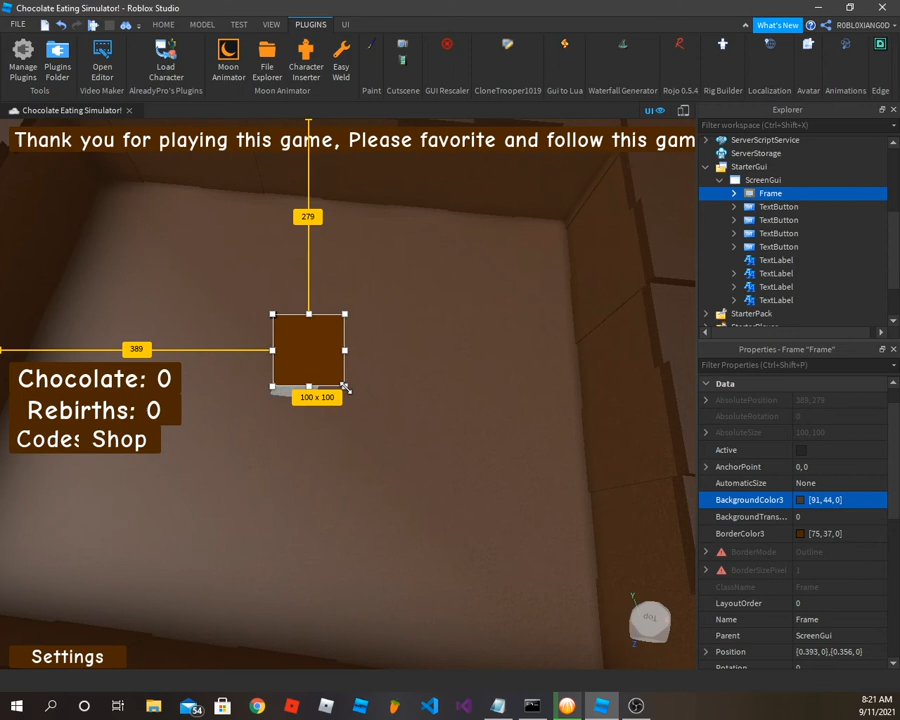 Chocolate Eating Simulator! - Roblox Studio
FILE HOME MODEL TEST VIEW PLUGINS UI What's New R0BL0XIANG0D
Manage Plugins
Plugins Folder
Open Editor
Load Character
Moon Animator
File Explorer
Character Inserter
Easy Weld
Tools Video Maker AlreadyPro's Plugins Moon Animator Paint Cutscene GUI Rescaler CloneTrooper1019 Gui to Lua Waterfall Generator Rojo 0.5.4 Rig Builder Localization Avatar Animations Edge
Chocolate Eating Simulator! UI
Explorer
Filter workspace (Ctrl+Shift+X)
Thank you for playing this game, Please favorite and follow this gam
279
389
100 x 100
Chocolate: 0
Rebirths: 0
Codes Shop
Settings
Y
Top
Z
ServerScriptService
ServerStorage
StarterGui
ScreenGui
Frame
TextButton
TextButton
TextButton
TextButton
TextLabel
TextLabel
TextLabel
TextLabel
StarterPack
Properties - Frame "Frame"
Filter Properties (Ctrl+Shift+P)
Data
AbsolutePosition 389, 279
AbsoluteRotation 0
AbsoluteSize 100, 100
Active
AnchorPoint 0, 0
AutomaticSize None
BackgroundColor3 [91, 44, 0]
BackgroundTrans... 0
BorderColor3 [75, 37, 0]
BorderMode Outline
BorderSizePixel 1
ClassName Frame
LayoutOrder 0
Name Frame
Parent ScreenGui
Position {0.393, 0},{0.356, 0}
Rotation 0
54
8:21 AM
9/11/2021